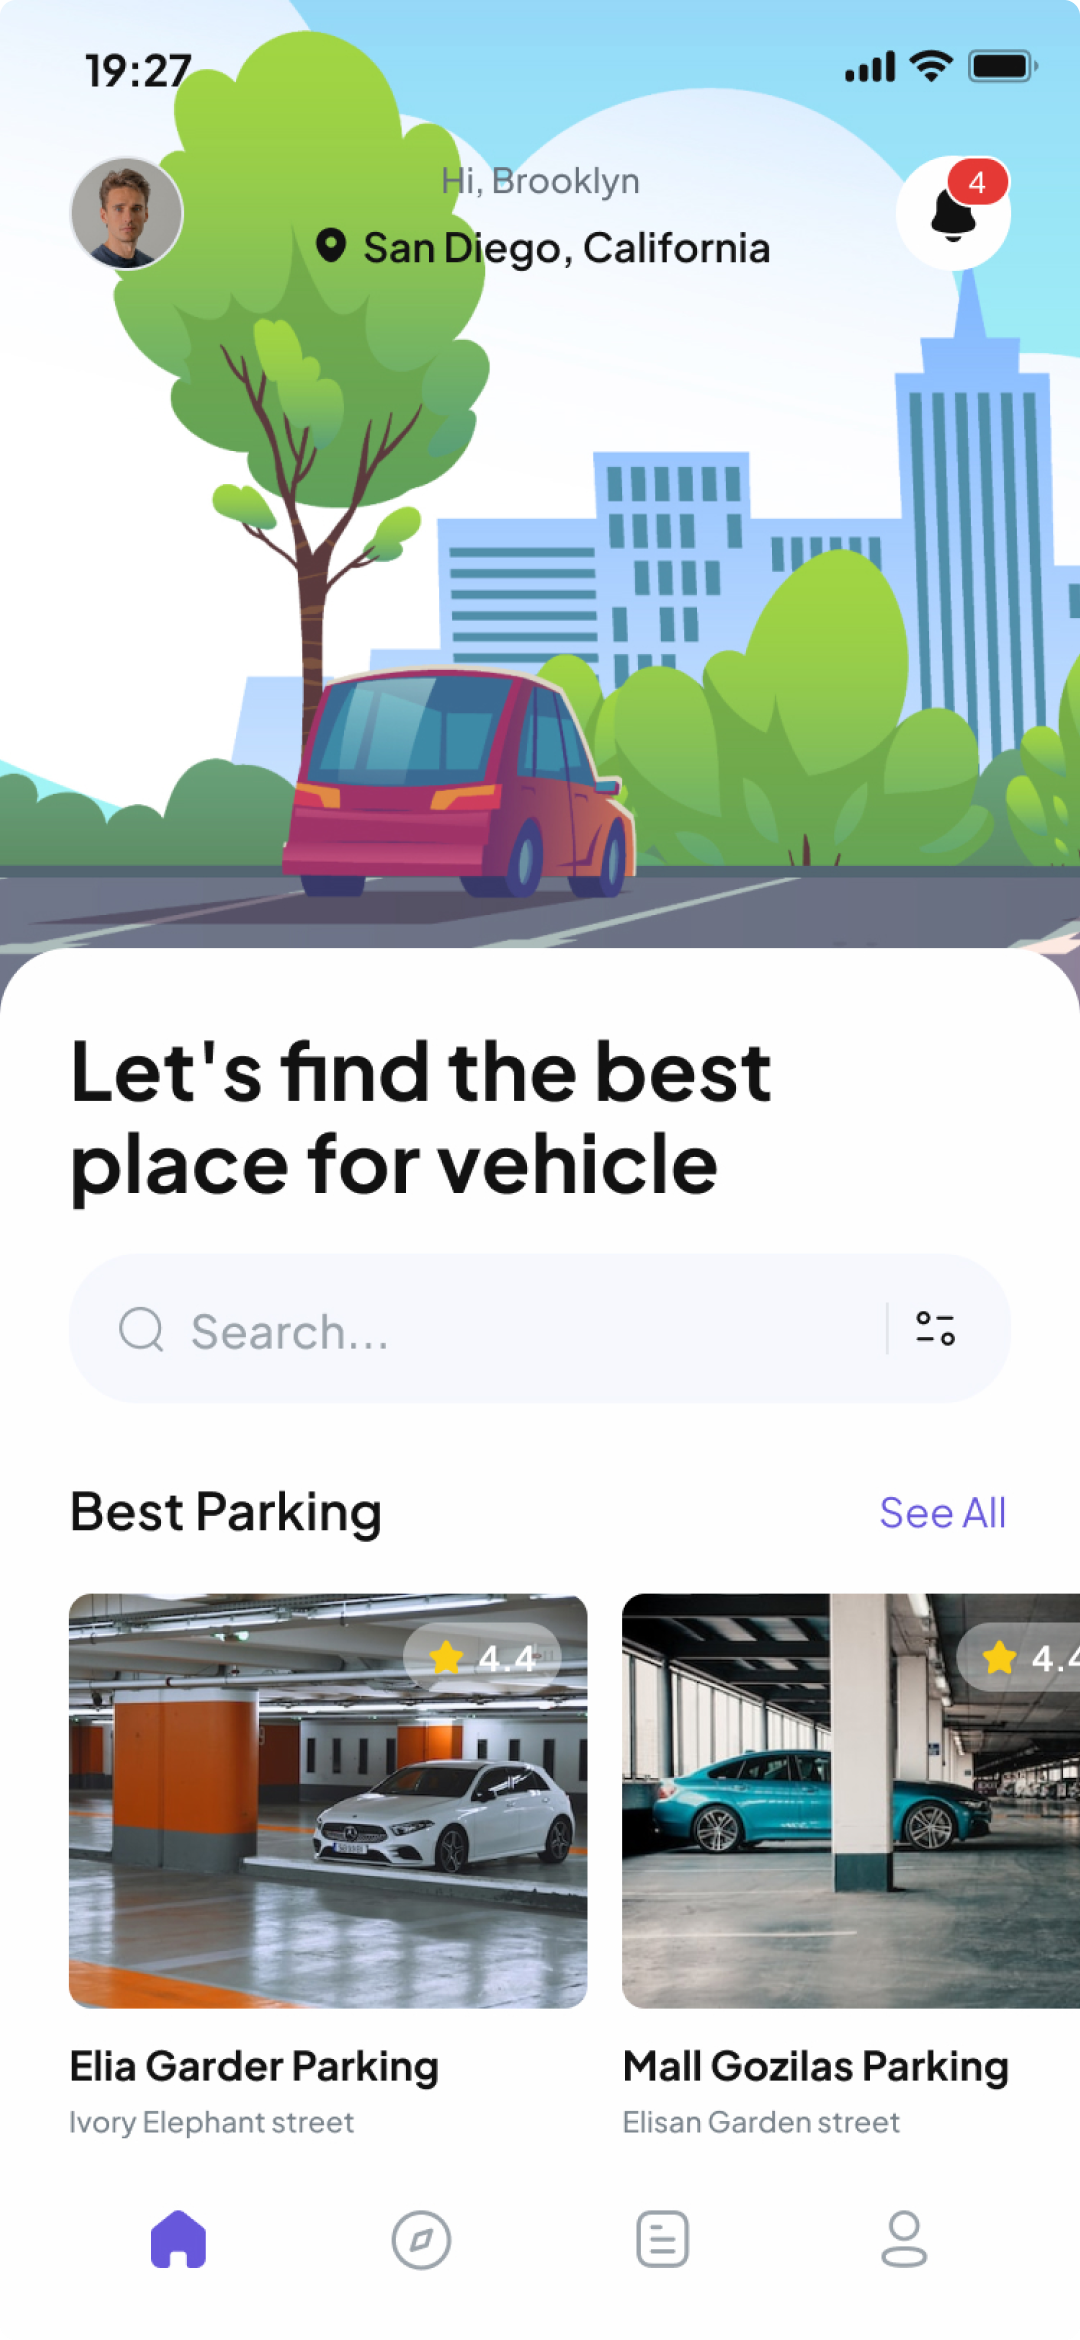 19:27
4
Hi, Brooklyn
San Diego, California
Let's find the best
place for vehicle
Search...
Best Parking
See All
4.4
4.4
Elia Garder Parking
Mall Gozilas Parking
Ivory Elephant street
Elisan Garden street